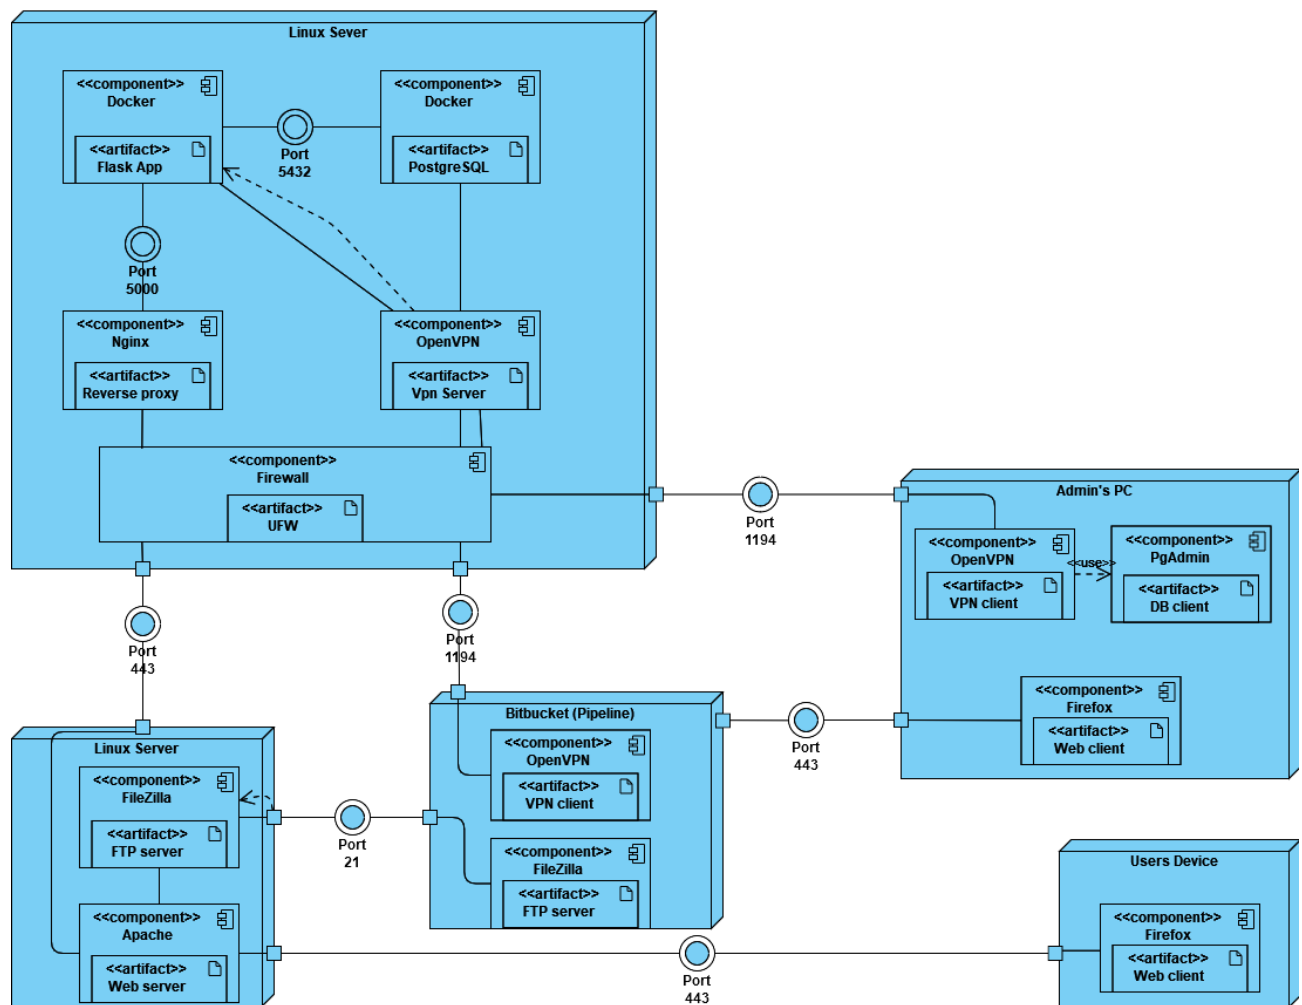 Linux Sever
<<component>>
Docker
<<artifact>>
Flask App
Port
5432
<<component>>
Docker
<<artifact>>
PostgreSQL
Port
5000
<<component>>
Nginx
<<artifact>>
Reverse proxy
<<component>>
OpenVPN
<<artifact>>
Vpn Server
<<component>>
Firewall
<<artifact>>
UFW
Port
1194
Admin's PC
<<component>>
OpenVPN
<<artifact>>
VPN client
<<use>>
<<component>>
PgAdmin
<<artifact>>
DB client
<<component>>
Firefox
<<artifact>>
Web client
Port
443
Port
1194
Linux Server
<<component>>
FileZilla
<<artifact>>
FTP server
<<component>>
Apache
<<artifact>>
Web server
Port
21
Bitbucket (Pipeline)
<<component>>
OpenVPN
<<artifact>>
VPN client
<<component>>
FileZilla
<<artifact>>
FTP server
Port
443
Users Device
<<component>>
Firefox
<<artifact>>
Web client
Port
443